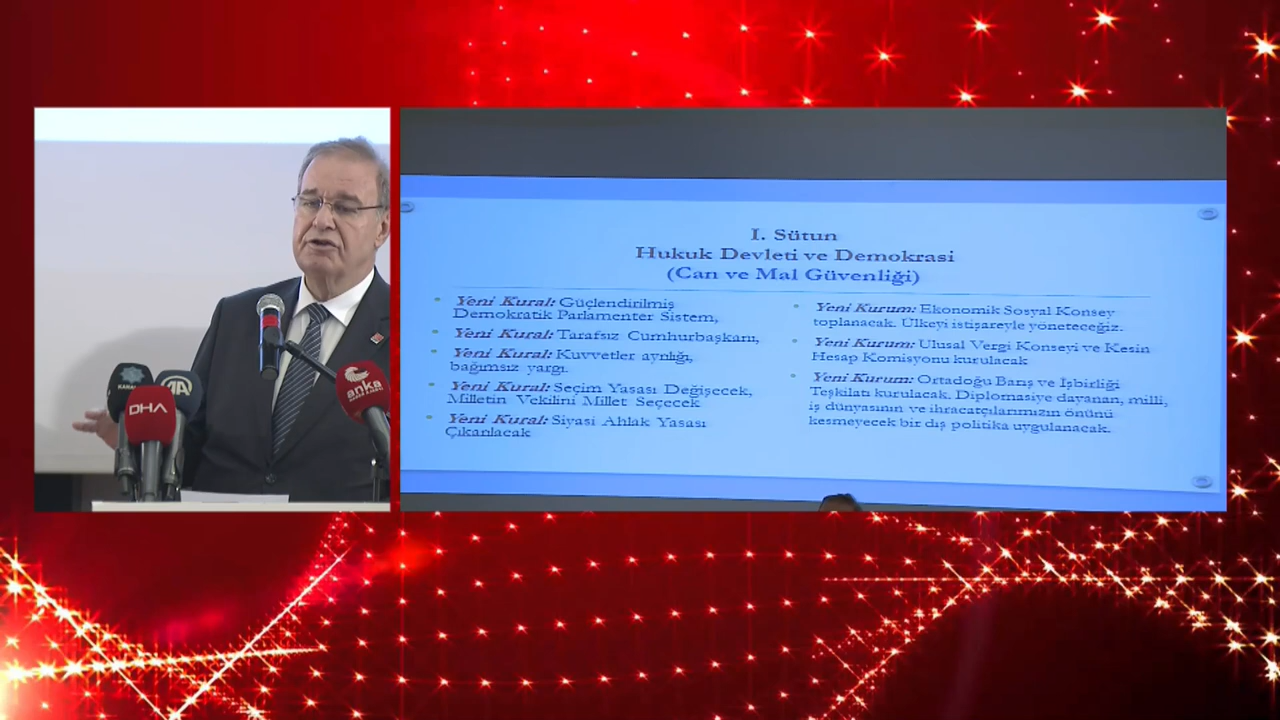 KARAR
AA
DHA
anka
I. Sütun
Hukuk Devleti ve Demokrasi
(Can ve Mal Güvenliği)
• Yeni Kural: Güçlendirilmiş
Demokratik Parlamenter Sistem,
• Yeni Kural: Tarafsız Cumhurbaşkanı,
• Yeni Kural: Kuvvetler ayrılığı,
bağımsız yargı.
• Yeni Kural: Seçim Yasası Değişecek,
Milletin Vekilini Millet Seçecek
• Yeni Kural: Siyasi Ahlak Yasası
Çıkarılacak
• Yeni Kurum: Ekonomik Sosyal Konsey
toplanacak. Ülkeyi istişareyle yöneteceğiz.
• Yeni Kurum: Ulusal Vergi Konseyi ve Kesin
Hesap Komisyonu kurulacak
• Yeni Kurum: Ortadoğu Barış ve İşbirliği
Teşkilatı kurulacak. Diplomasiye dayanan, milli,
iş dünyasının ve ihracatçılarımızın önünü
kesmeyecek bir dış politika uygulanacak.